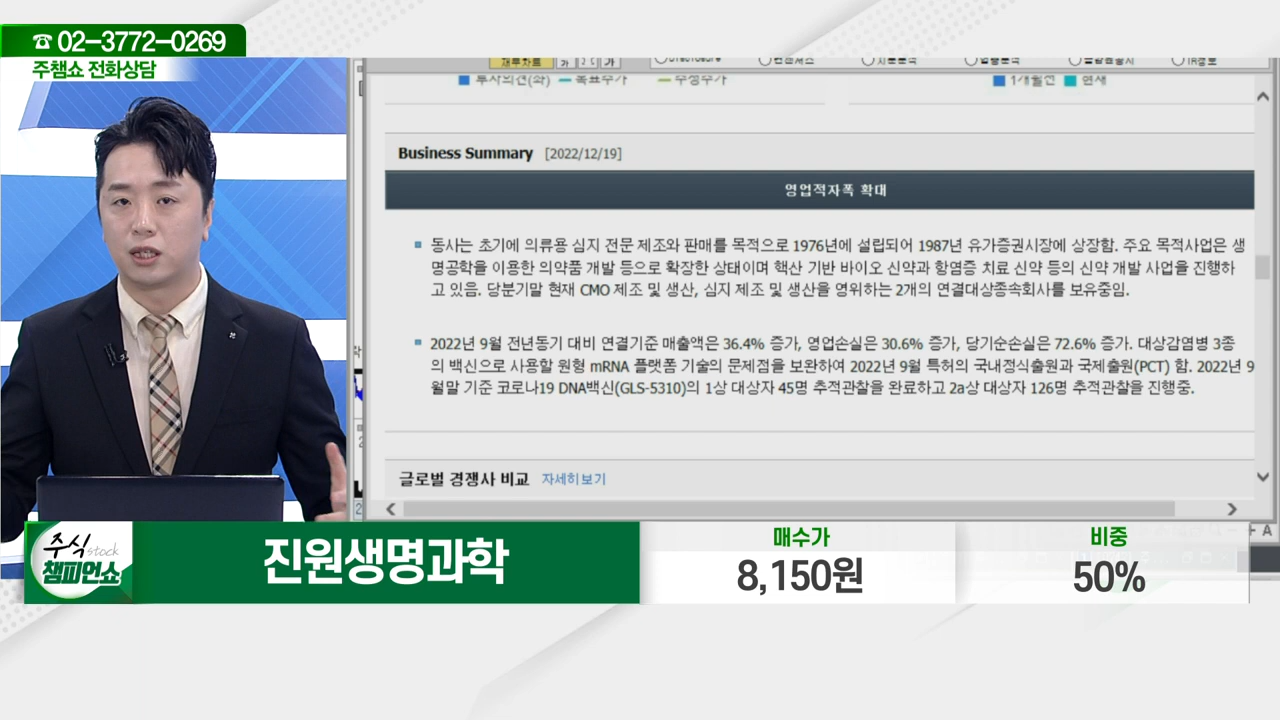 ☎ 02-3772-0269
주챔쇼 전화상담
재무차트
투자의견(좌) 목표주가 수정주가
1개월전 현재
Business Summary [2022/12/19]
영업적자폭 확대
동사는 초기에 의류용 심지 전문 제조와 판매를 목적으로 1976년에 설립되어 1987년 유가증권시장에 상장함. 주요 목적사업은 생
명공학을 이용한 의약품 개발 등으로 확장한 상태이며 핵산 기반 바이오 신약과 항염증 치료 신약 등의 신약 개발 사업을 진행하
고 있음. 당분기말 현재 CMO 제조 및 생산, 심지 제조 및 생산을 영위하는 2개의 연결대상종속회사를 보유중임.
2022년 9월 전년동기 대비 연결기준 매출액은 36.4% 증가, 영업손실은 30.6% 증가, 당기순손실은 72.6% 증가. 대상감염병 3종
의 백신으로 사용할 원형 mRNA 플랫폼 기술의 문제점을 보완하여 2022년 9월 특허의 국내정식출원과 국제출원(PCT) 함. 2022년 9
월말 기준 코로나19 DNA백신(GLS-5310)의 1상 대상자 45명 추적관찰을 완료하고 2a상 대상자 126명 추적관찰을 진행중.
글로벌 경쟁사 비교 자세히보기
주식 stock
챔피언쇼
진원생명과학
매수가
8,150원
비중
50%